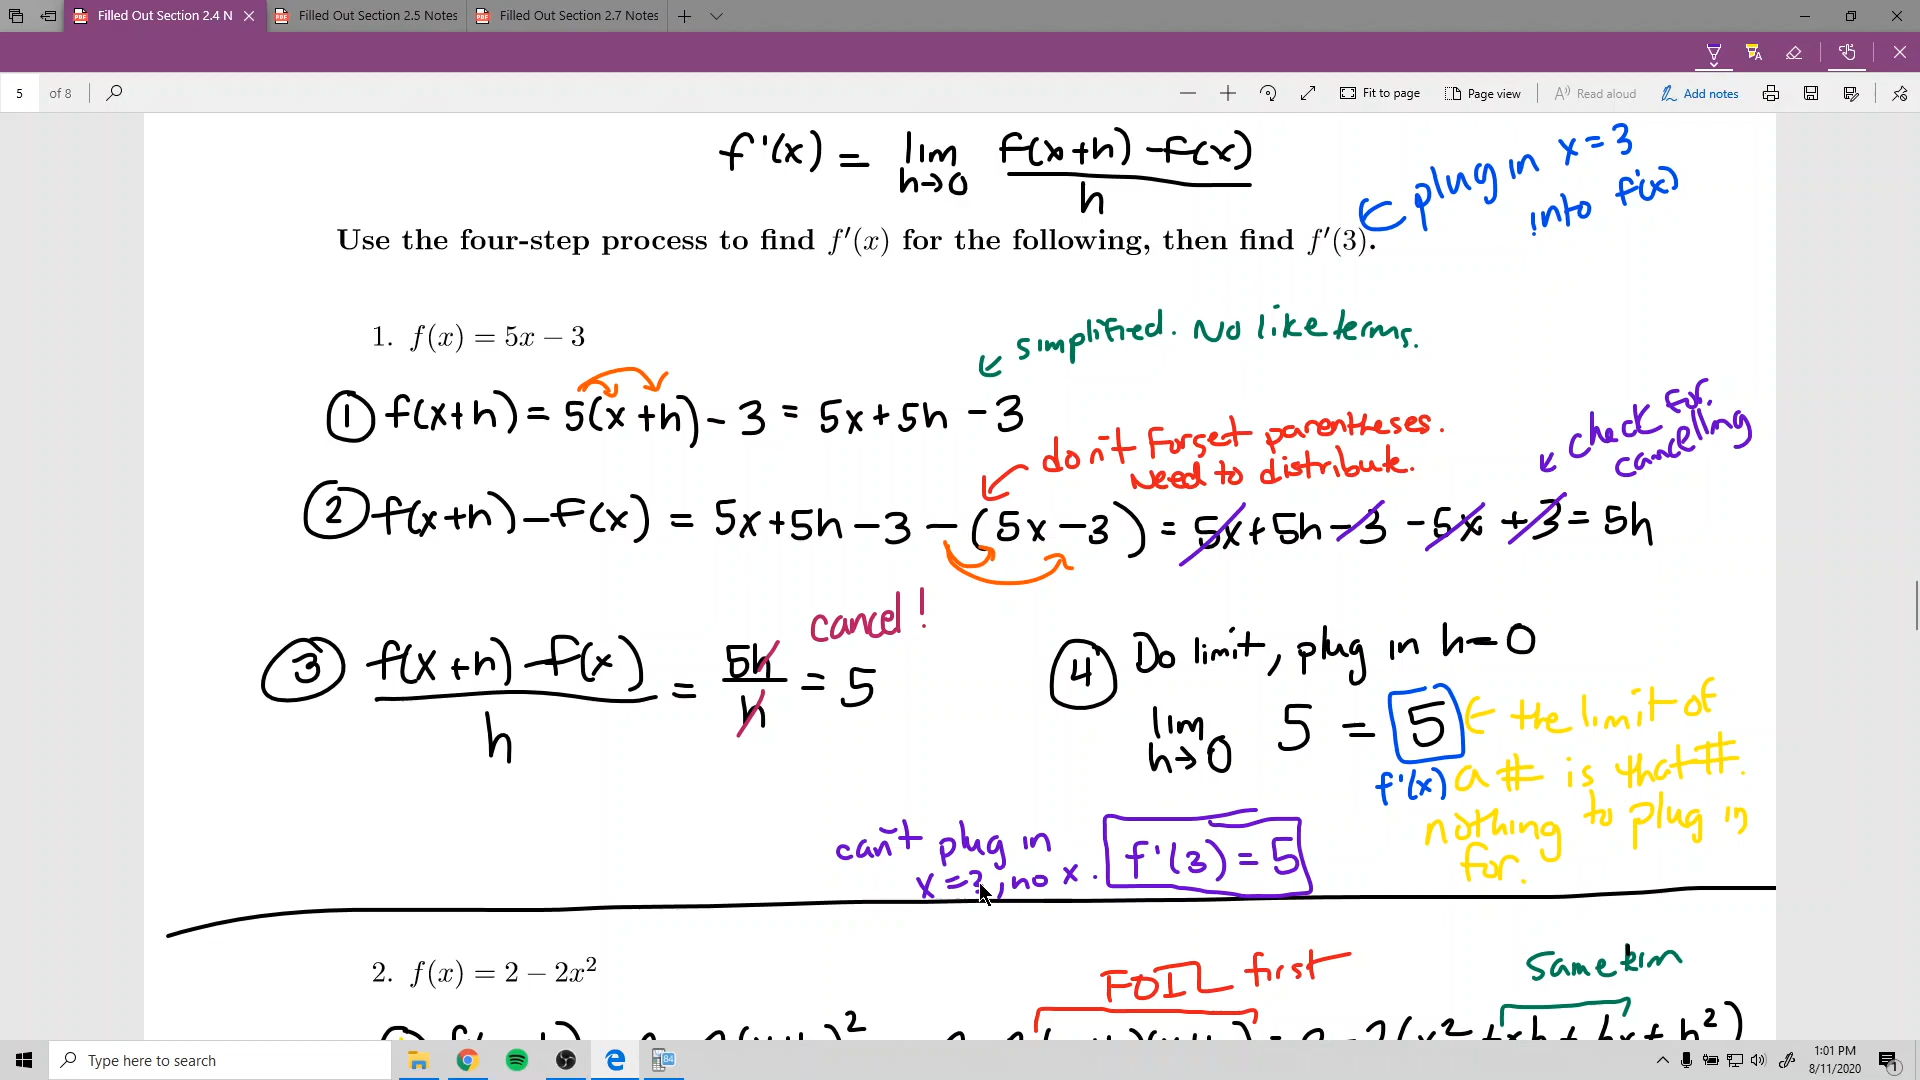 Filled Out Section 2.4 N
Filled Out Section 2.5 Notes
Filled Out Section 2.7 Notes
5 of 8
Fit to page
Page view
Read aloud
Add notes
f'(x) = lim h→0 f(x+h) - f(x) / h
← plug in x=3
into f'(x)
Use the four-step process to find f′(x) for the following, then find f′(3).
1. f(x) = 5x − 3
simplified. No like terms.
① f(x+h) = 5(x+h) - 3 = 5x+5h - 3
don't forget parentheses.
Need to distribute.
check for
cancelling
② f(x+h) - f(x) = 5x+5h-3 - (5x-3) = 5x+5h-3 -5x +3 = 5h
cancel!
③ f(x+h) - f(x) / h = 5h / h = 5
④ Do limit, plug in h=0
lim h→0 5 = 5 ← the limit of
f'(x) a # is that #.
nothing to plug in
for.
can't plug in
x=3, no x.
f'(3) = 5
2. f(x) = 2 − 2x²
FOIL first
Same term
Type here to search
84
1:01 PM
8/11/2020
1